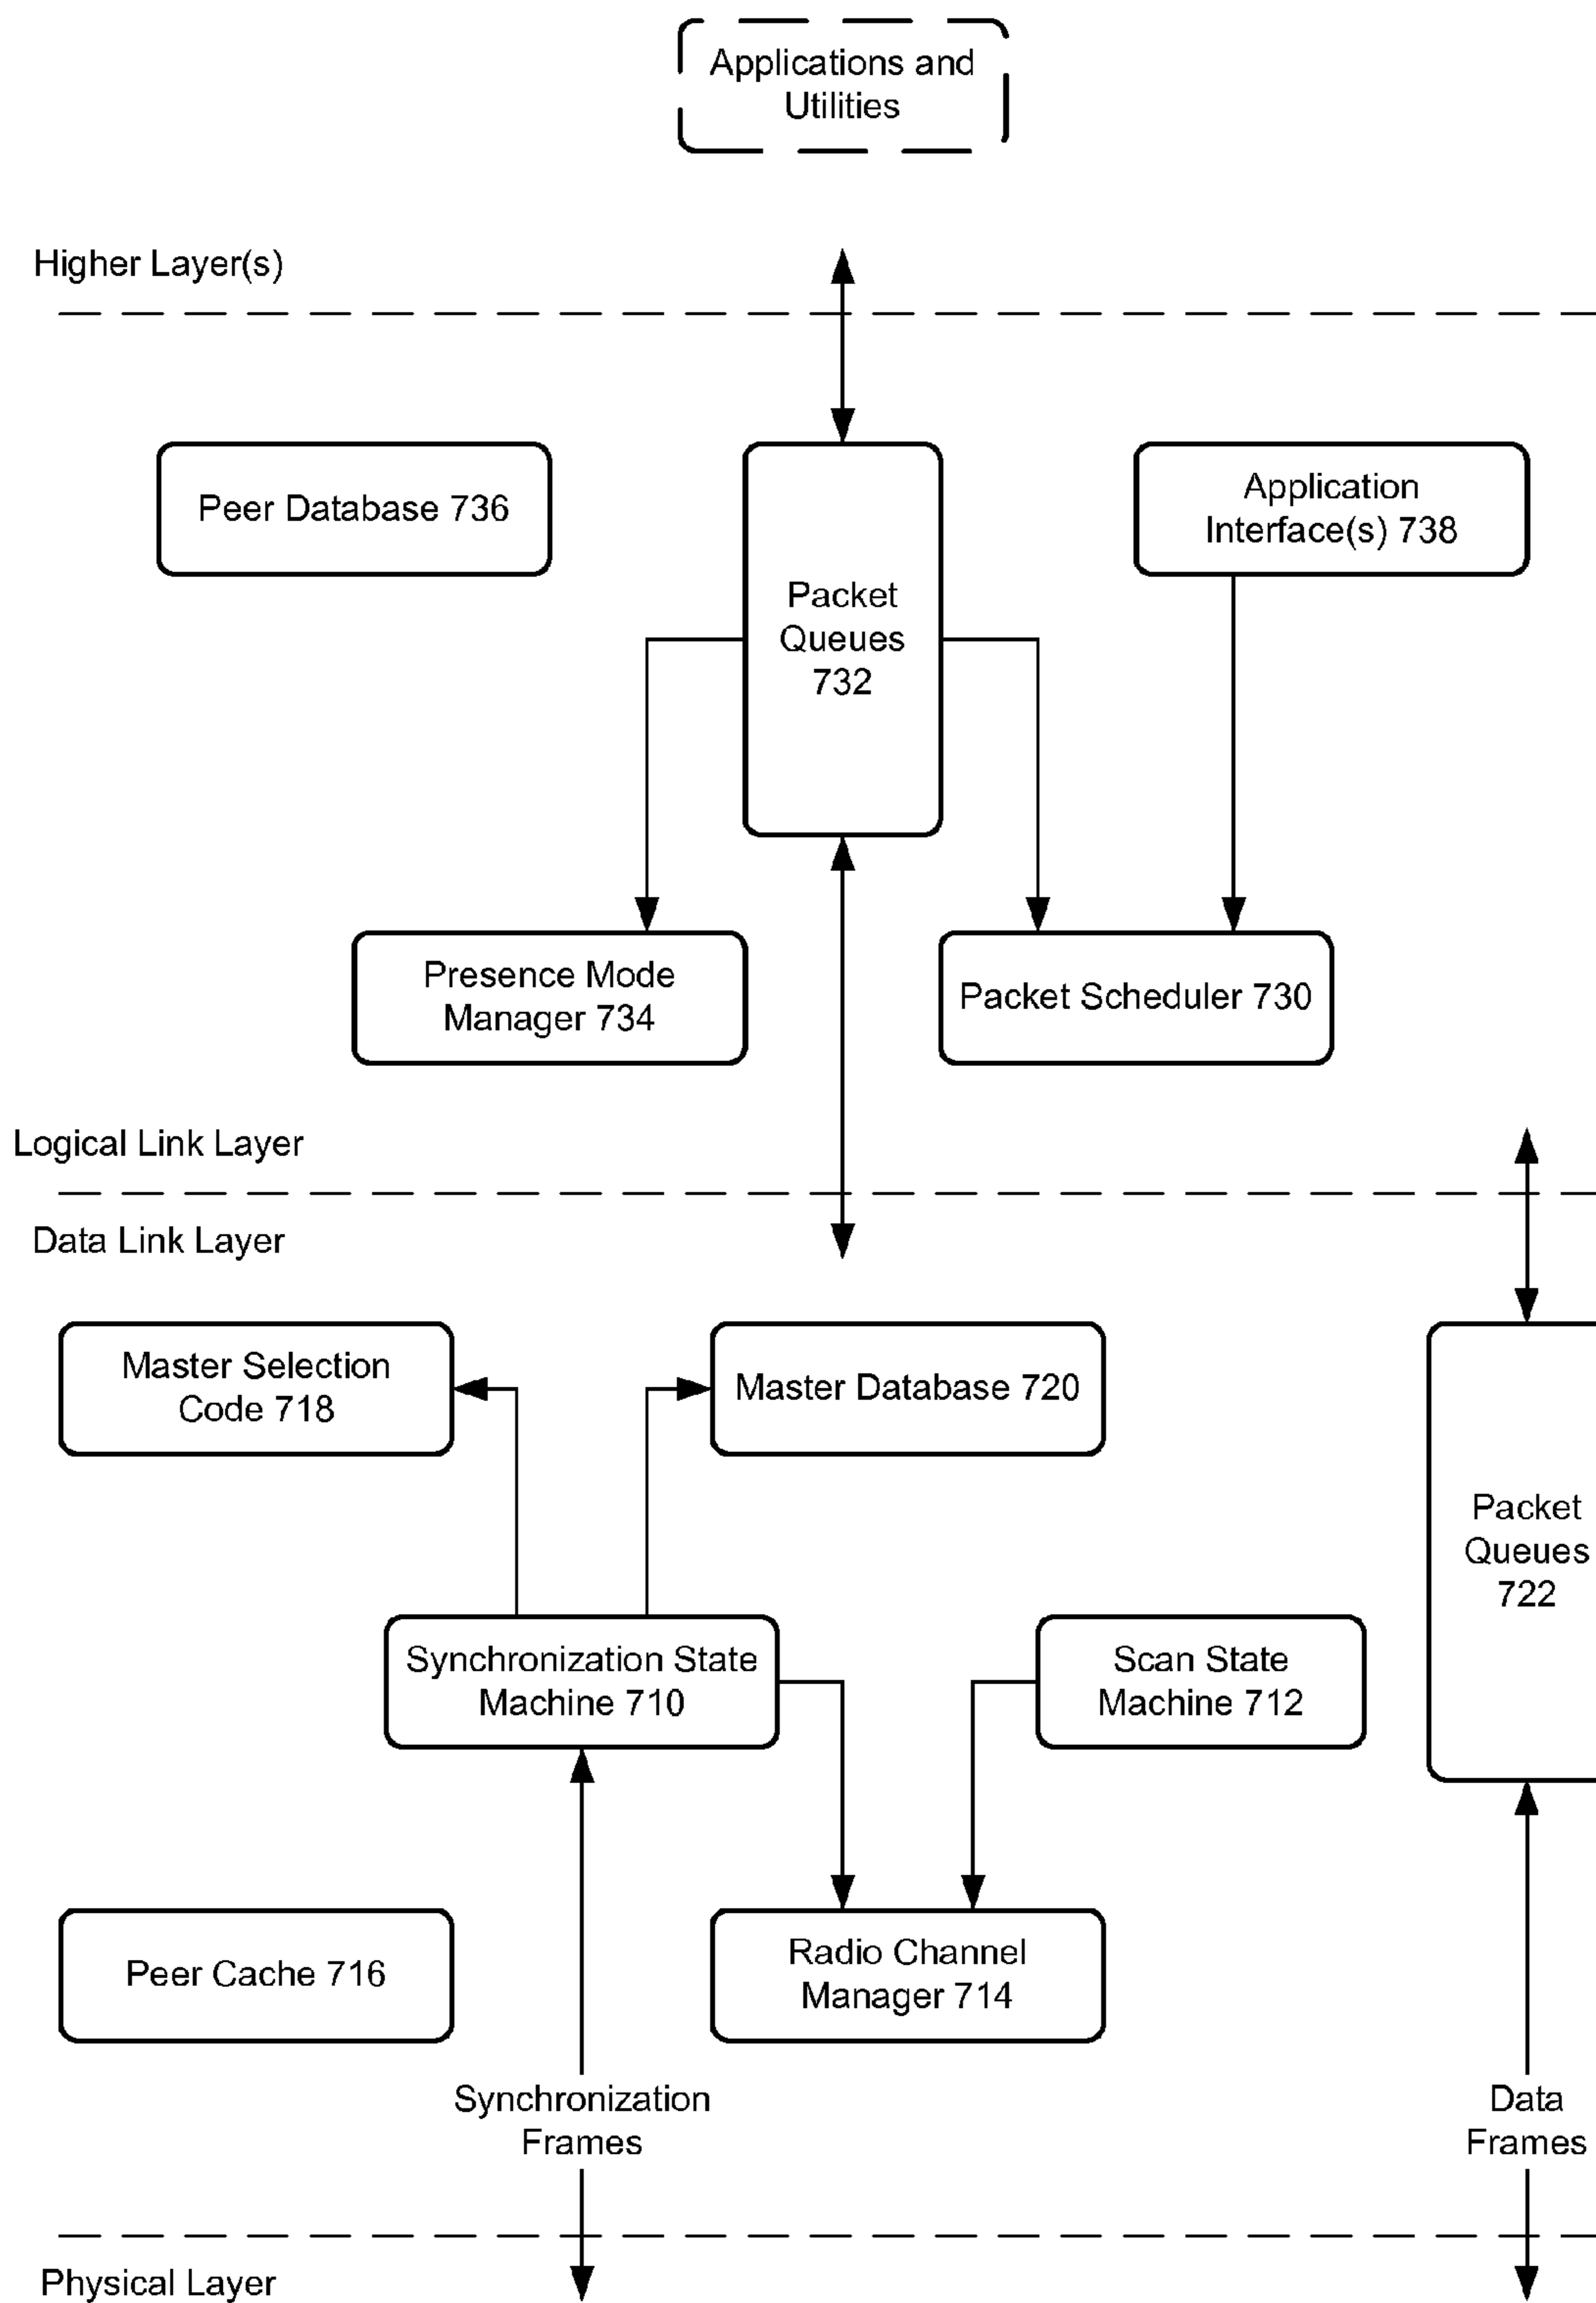 Applications and
Utilities
Higher Layer(s)
Peer Database 736
Packet
Queues
732
Application
Interface(s) 738
Presence Mode
Manager 734
Packet Scheduler 730
Logical Link Layer
Data Link Layer
Master Selection
Code 718
Master Database 720
Packet
Queues
722
Synchronization State
Machine 710
Scan State
Machine 712
Peer Cache 716
Radio Channel
Manager 714
Synchronization
Frames
Data
Frames
Physical Layer